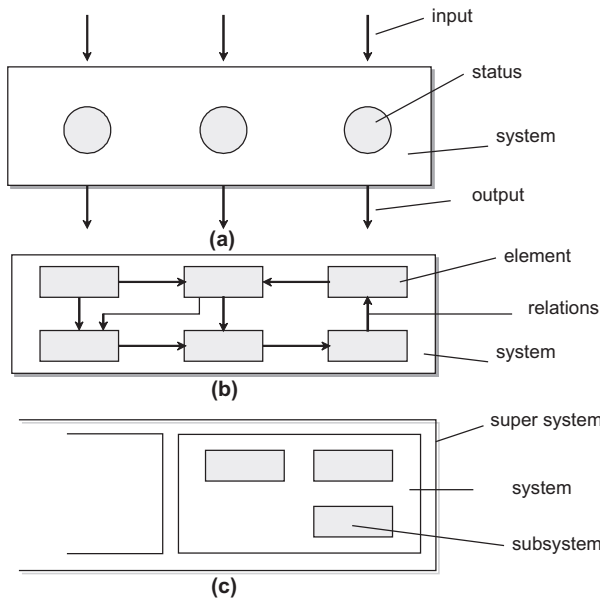 input
status
system
output
(a)
element
relations
system
(b)
super system
system
subsystem
(c)